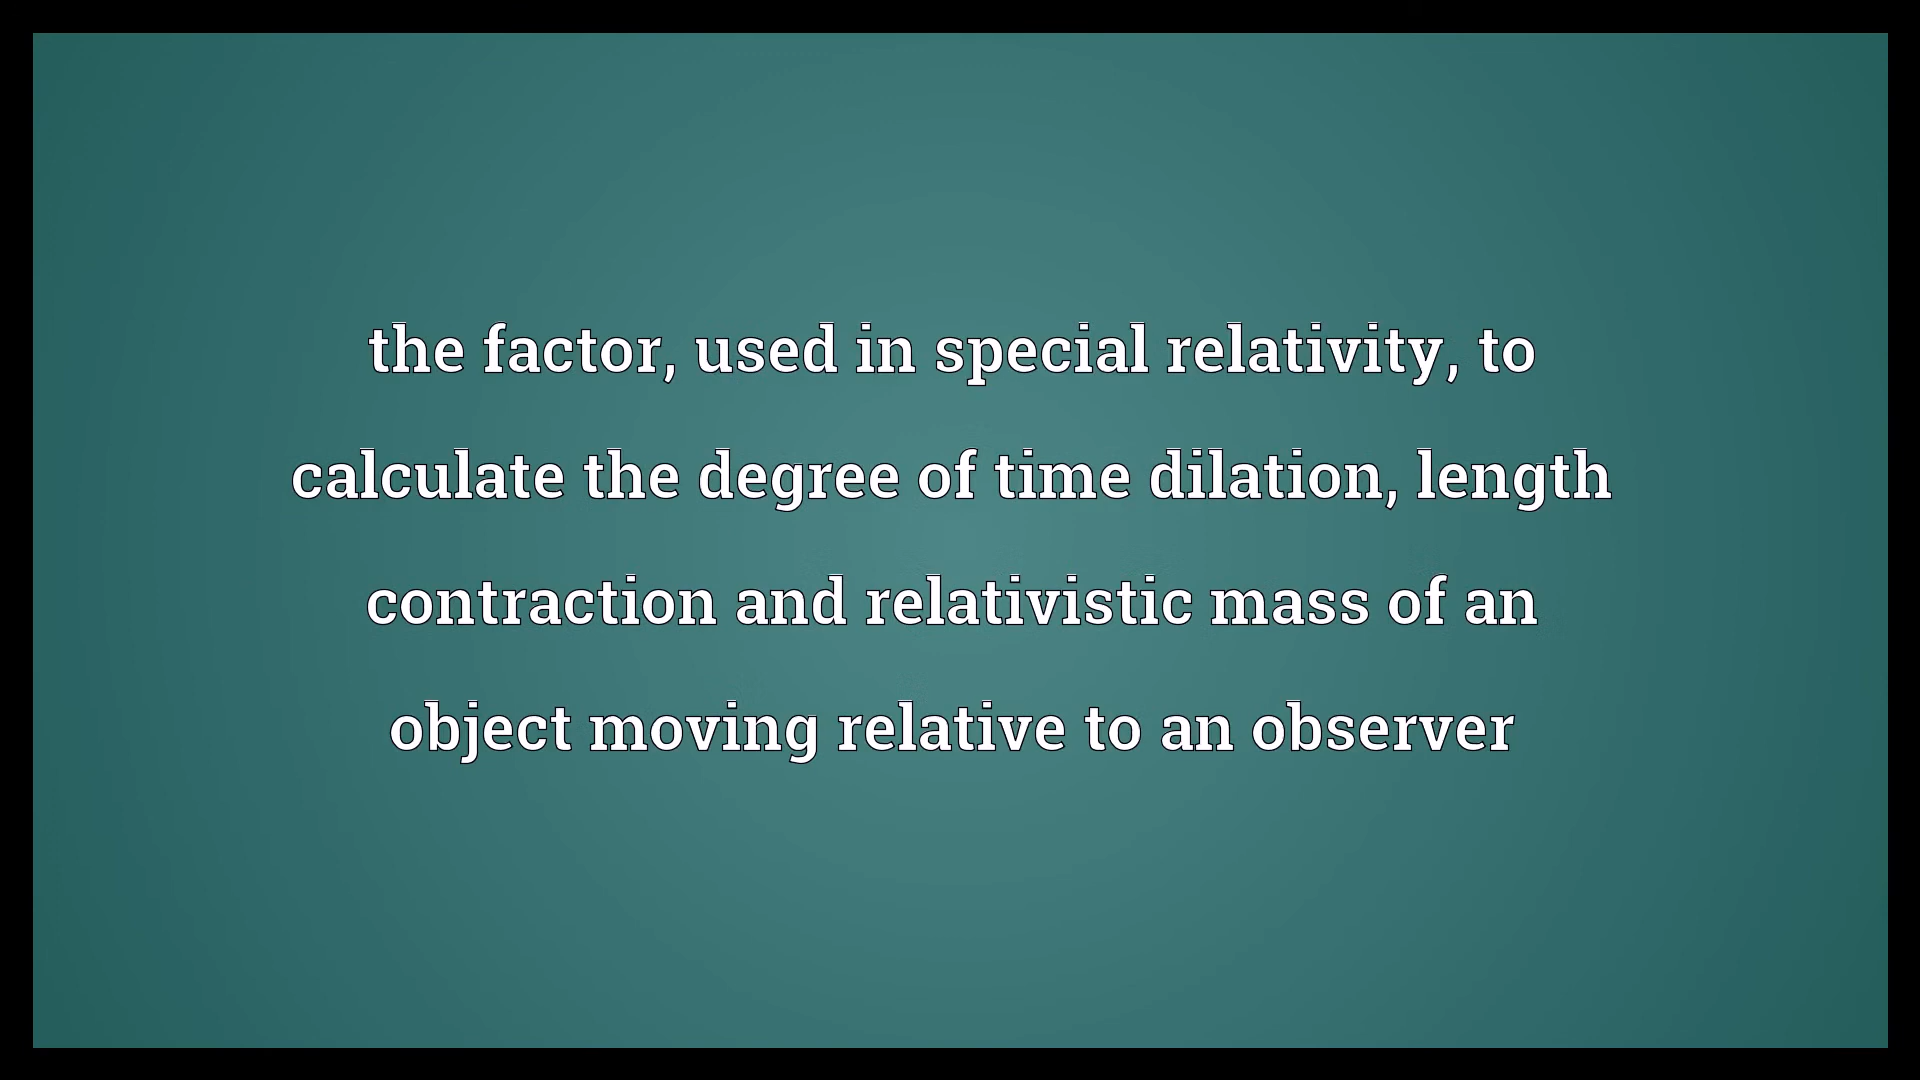 the factor, used in special relativity, to
calculate the degree of time dilation, length
contraction and relativistic mass of an
object moving relative to an observer